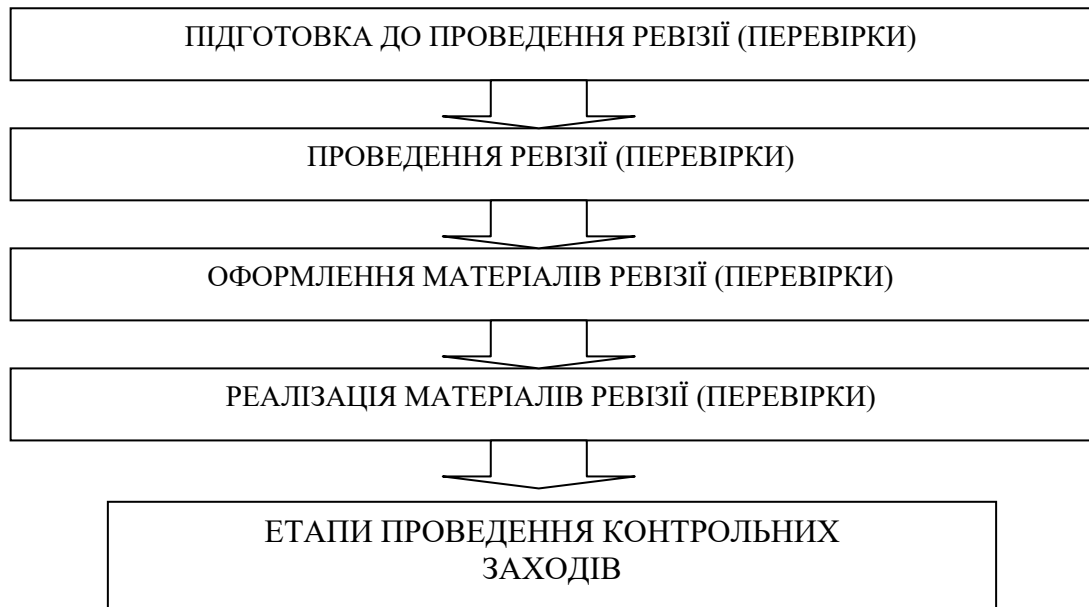 ПІДГОТОВКА ДО ПРОВЕДЕННЯ РЕВІЗІЇ (ПЕРЕВІРКИ)
ПРОВЕДЕННЯ РЕВІЗІЇ (ПЕРЕВІРКИ)
ОФОРМЛЕННЯ МАТЕРІАЛІВ РЕВІЗІЇ (ПЕРЕВІРКИ)
РЕАЛІЗАЦІЯ МАТЕРІАЛІВ РЕВІЗІЇ (ПЕРЕВІРКИ)
ЕТАПИ ПРОВЕДЕННЯ КОНТРОЛЬНИХ
ЗАХОДІВ